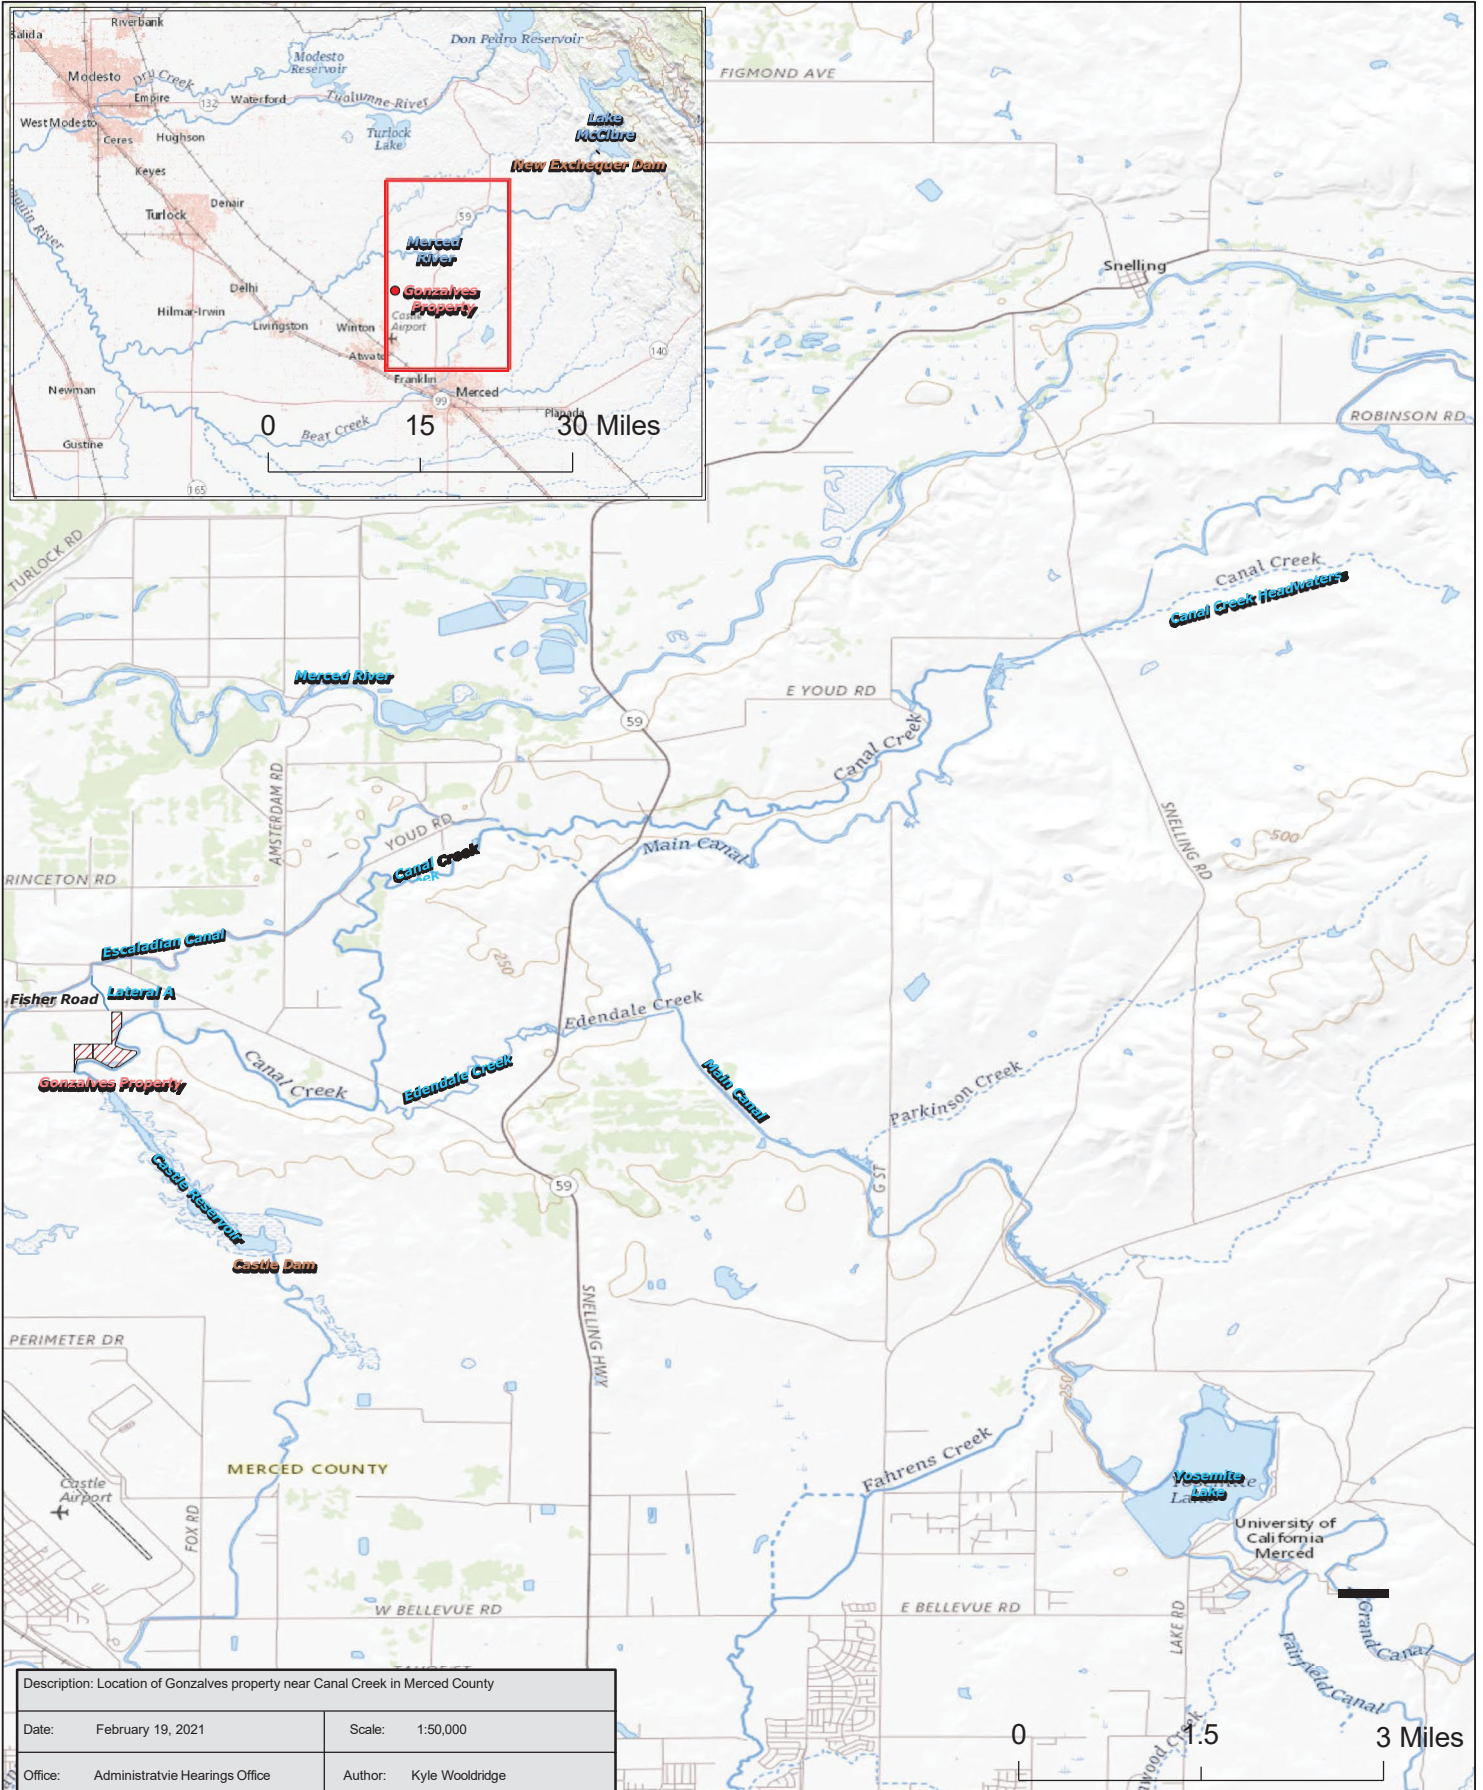 Riverbank
Salida
Modesto
Dry Creek
Modesto
Reservoir
Don Pedro Reservoir
Empire
132
Waterford
Tuolumne River
West Modesto
Ceres
Hughson
Turlock
Lake
Lake
McClure
New Exchequer Dam
Keyes
Denair
Turlock
59
Merced
River
Delhi
Gonzalves
Property
Hilmar-Irwin
Livingston
Winton
Castle
Airport
140
Newman
Franklin
99
Merced
Planada
Gustine
Bear Creek
165
0
15
30 Miles
FIGMOND AVE
Snelling
ROBINSON RD
TURLOCK RD
Canal Creek
Canal Creek Headwaters
Merced River
E YOUD RD
59
Canal Creek
AMSTERDAM RD
YOUD RD
SNELLING RD
500
Main Canal
Canal Creek
RINCETON RD
Escaladian Canal
250
Fisher Road
Lateral A
Edendale Creek
Canal Creek
Edendale Creek
Main Canal
Parkinson Creek
Gonzalves Property
G ST
Castle Reservoir
59
Castle Dam
SNELLING HWY
PERIMETER DR
250
MERCED COUNTY
Fahrens Creek
Castle
Airport
Yosemite
Lake
FOX RD
University of
California
Merced
W BELLEVUE RD
E BELLEVUE RD
LAKE RD
Grand Canal
Fairfield Canal
Description: Location of Gonzalves property near Canal Creek in Merced County
Date: February 19, 2021
Scale: 1:50,000
Office: Administratvie Hearings Office
Author: Kyle Wooldridge
0
1.5
3 Miles